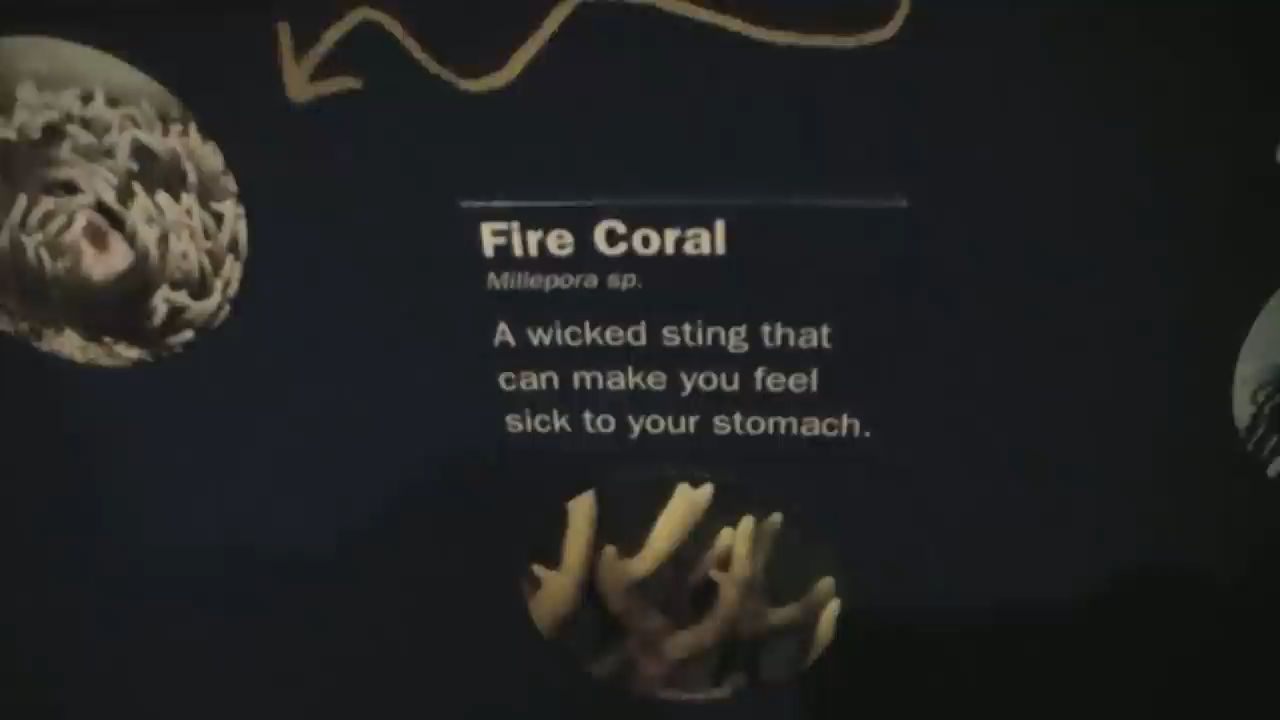 Fire Coral
Millepora sp.
A wicked sting that
can make you feel
sick to your stomach.